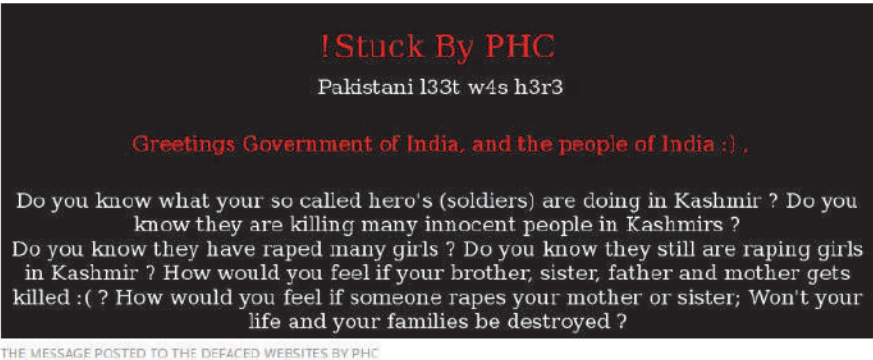 !Stuck By PHC
Pakistani l33t w4s h3r3
Greetings Government of India, and the people of India :) ,
Do you know what your so called hero's (soldiers) are doing in Kashmir ? Do you
know they are killing many innocent people in Kashmirs ?
Do you know they have raped many girls ? Do you know they still are raping girls
in Kashmir ? How would you feel if your brother, sister, father and mother gets
killed :( ? How would you feel if someone rapes your mother or sister; Won't your
life and your families be destroyed ?
THE MESSAGE POSTED TO THE DEFACED WEBSITES BY PHC